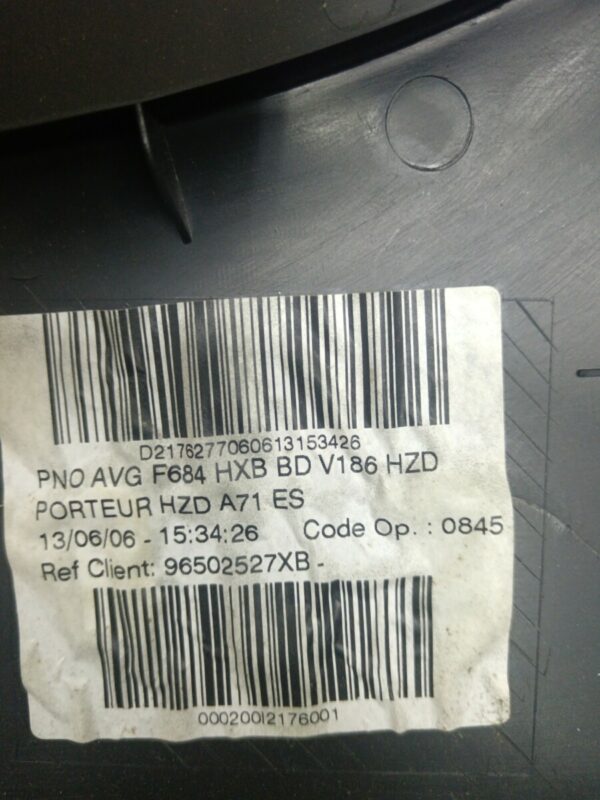 D2176277060613153426
PNO AVG F684 HXB BD V186 HZD
PORTEUR HZD A71 ES
13/06/06 - 15:34:26 Code Op. : 0845
Ref Client: 96502527XB -
000200I2176001